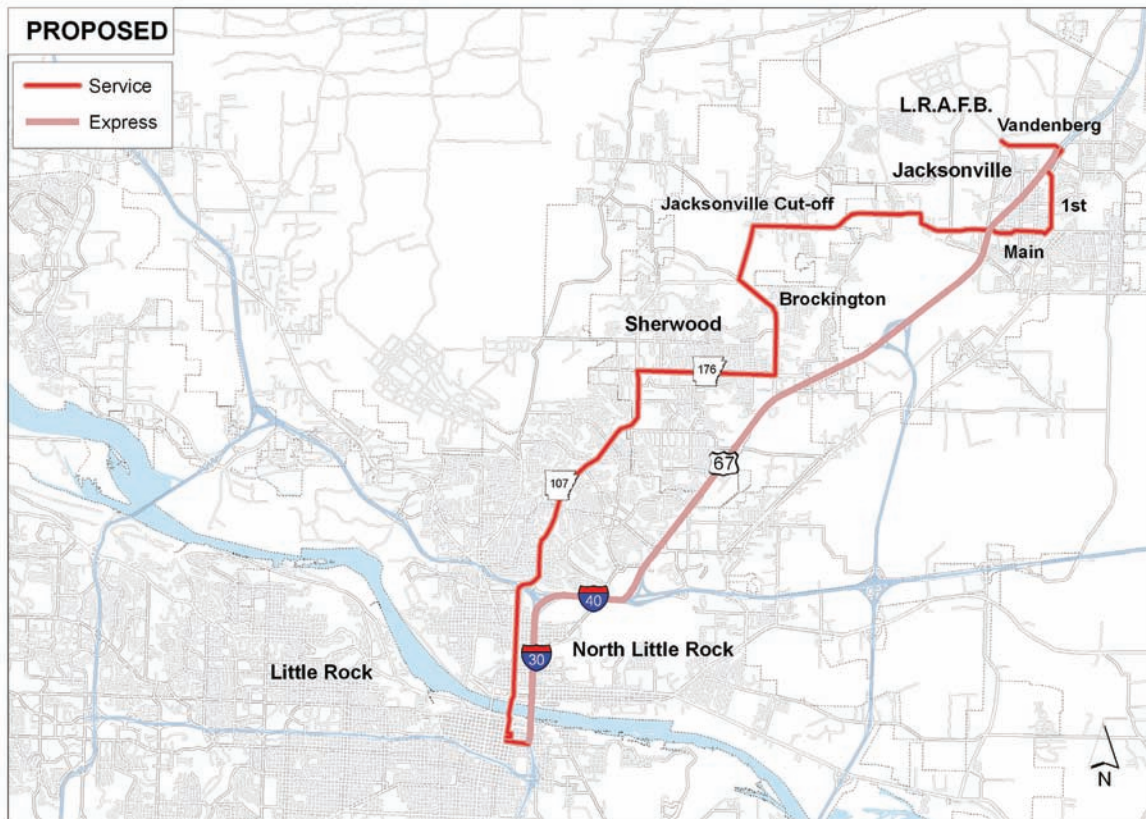 PROPOSED
Service
Express
L.R.A.F.B.
Vandenberg
Jacksonville
Jacksonville Cut-off
1st
Main
Brockington
Sherwood
176
67
107
40
North Little Rock
30
Little Rock
N